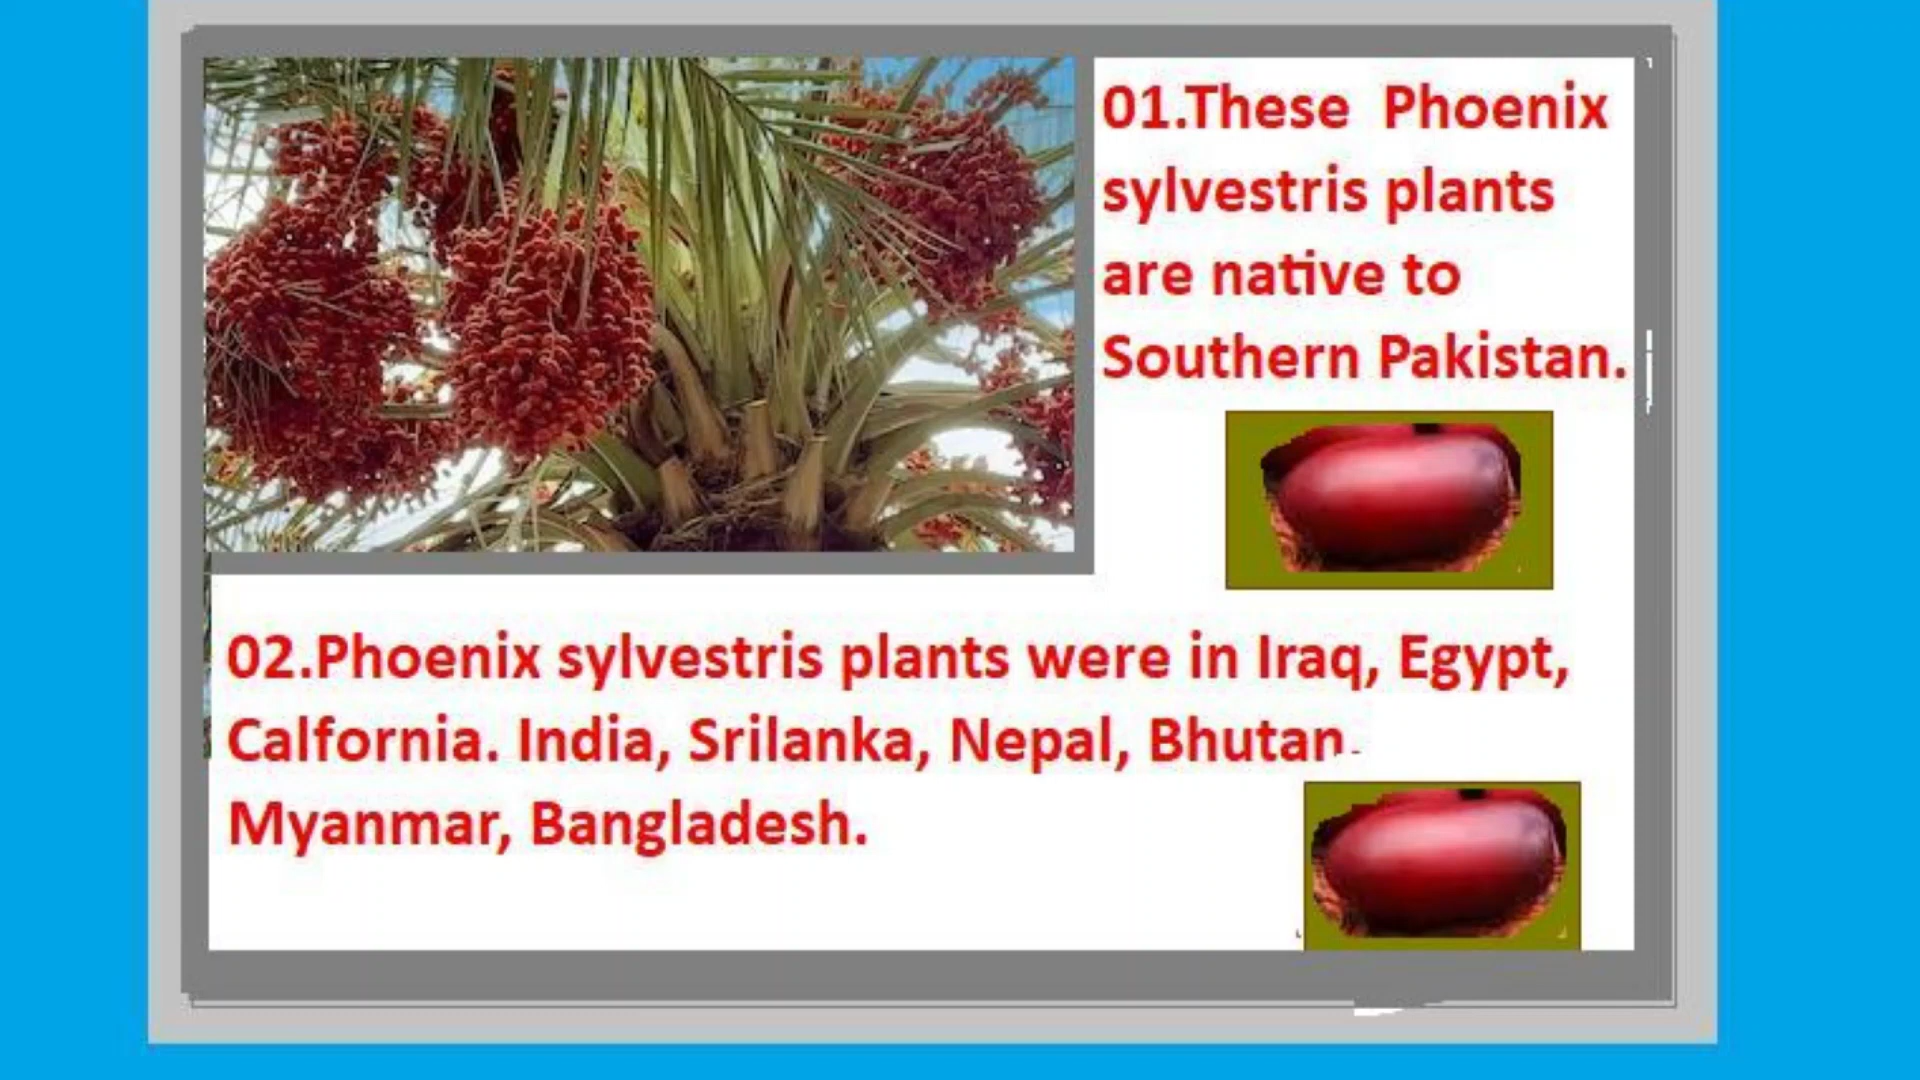 01.These Phoenix
sylvestris plants
are native to
Southern Pakistan.
02.Phoenix sylvestris plants were in Iraq, Egypt,
Calfornia. India, Srilanka, Nepal, Bhutan.
Myanmar, Bangladesh.